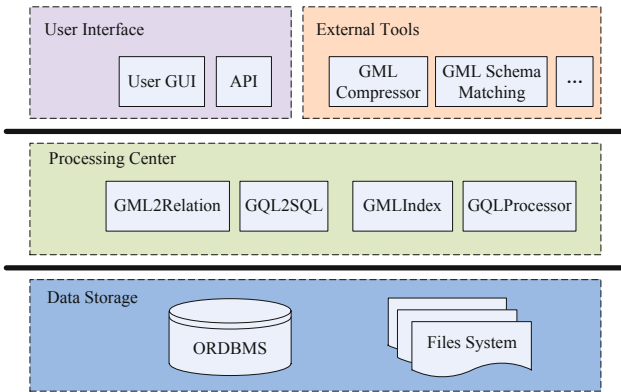 User Interface
External Tools
User GUI
API
GML
Compressor
GML Schema
Matching
...
Processing Center
GML2Relation
GQL2SQL
GMLIndex
GQLProcessor
Data Storage
ORDBMS
Files System